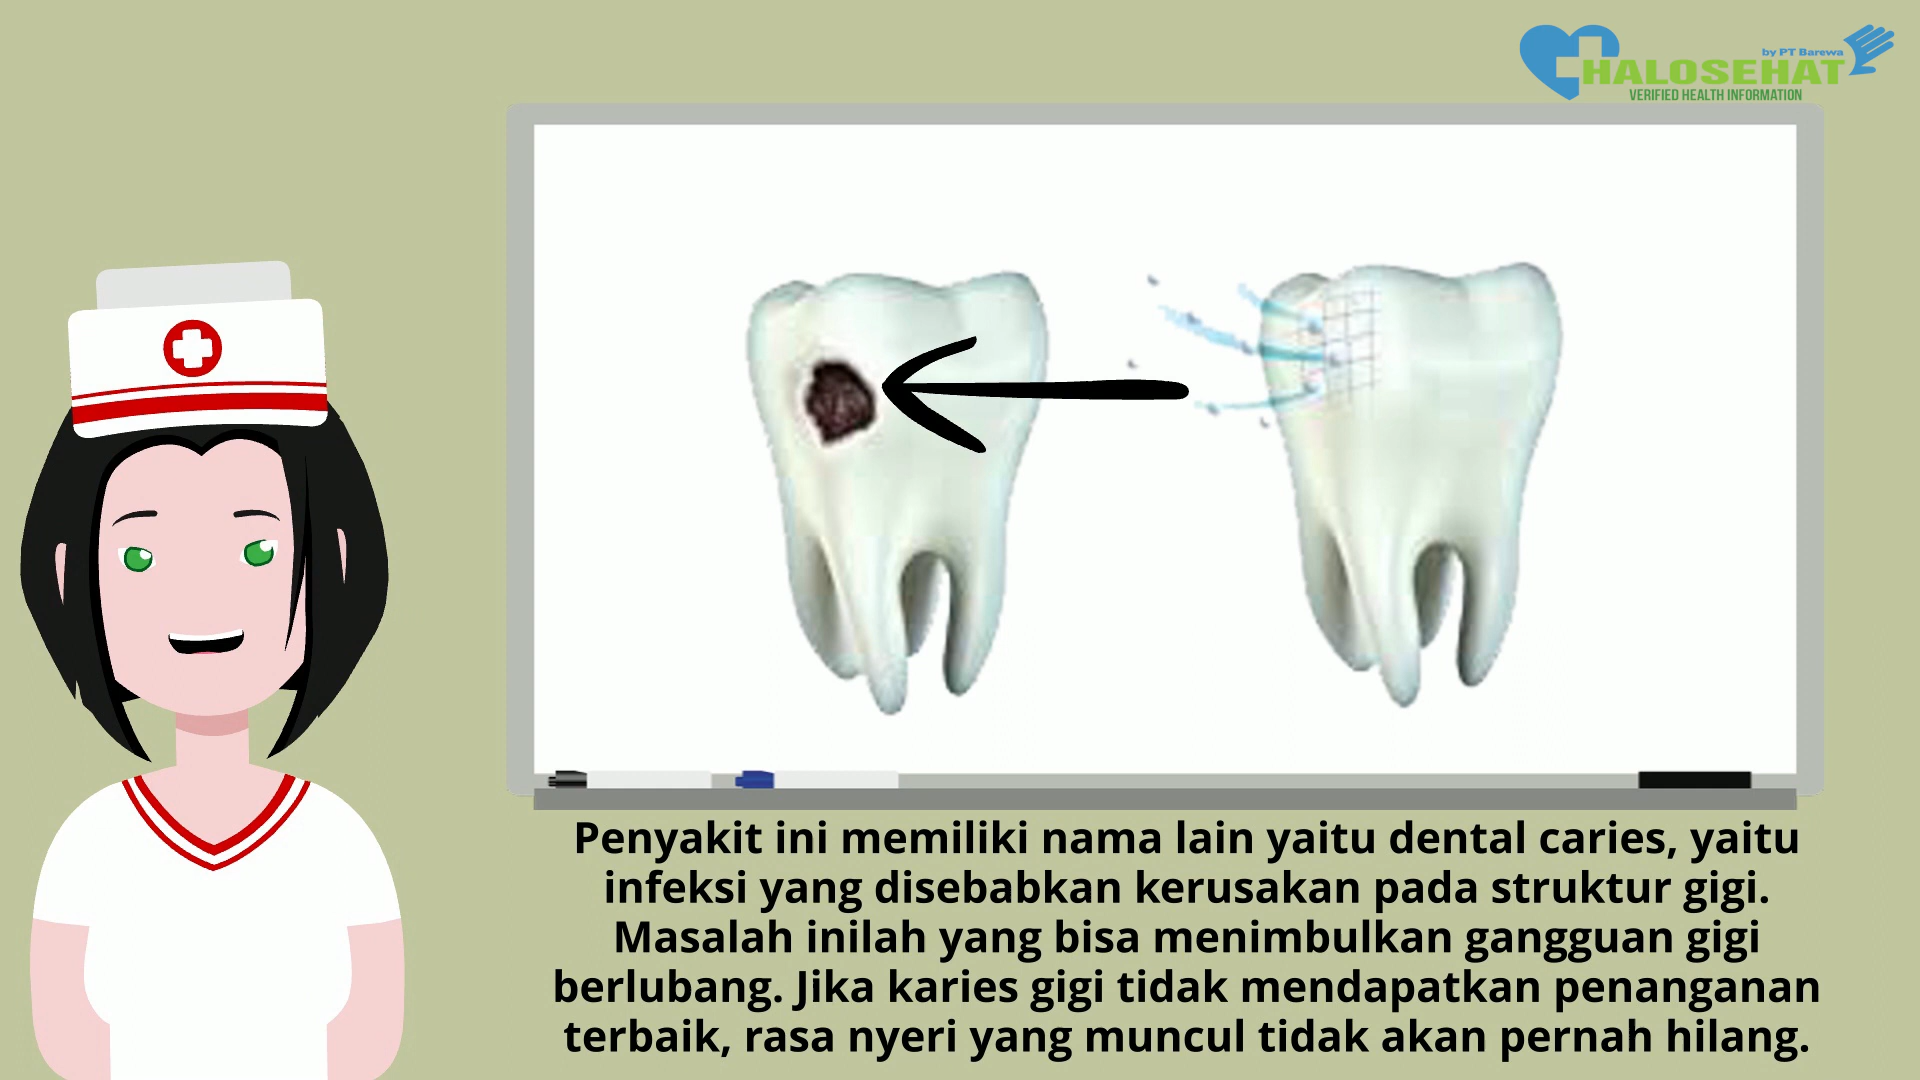 by PT Barewa
HALOSEHAT
VERIFIED HEALTH INFORMATION
Penyakit ini memiliki nama lain yaitu dental caries, yaitu
infeksi yang disebabkan kerusakan pada struktur gigi.
Masalah inilah yang bisa menimbulkan gangguan gigi
berlubang. Jika karies gigi tidak mendapatkan penanganan
terbaik, rasa nyeri yang muncul tidak akan pernah hilang.